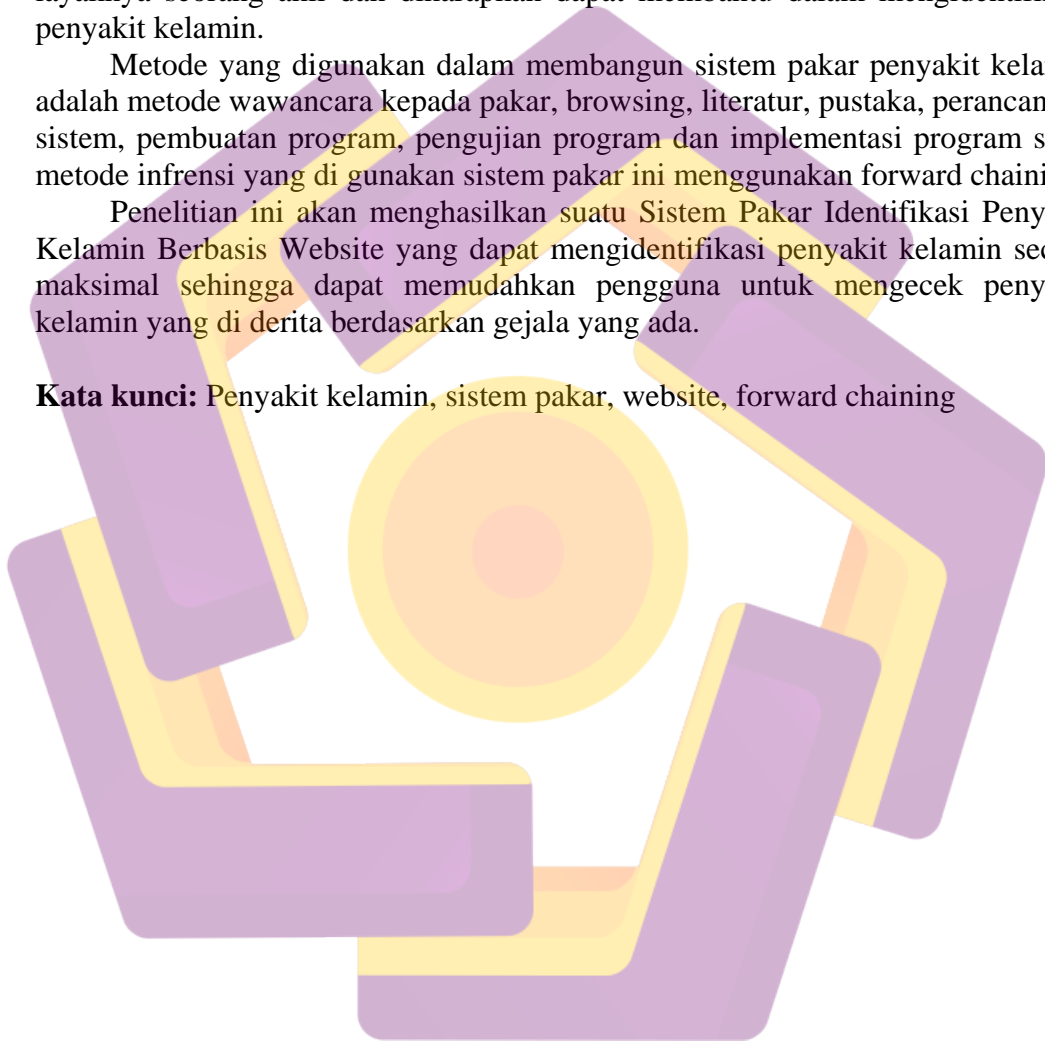 penyakit kelamin.
Metode yang digunakan dalam membangun sistem pakar penyakit kela
adalah metode wawancara kepada pakar, browsing, literatur, pustaka, perancan
sistem, pembuatan program, pengujian program dan implementasi program s
metode infrensi yang di gunakan sistem pakar ini menggunakan forward chaini
Penelitian ini akan menghasilkan suatu Sistem Pakar Identifikasi Peny
Kelamin Berbasis Website yang dapat mengidentifikasi penyakit kelamin sec
maksimal sehingga dapat memudahkan pengguna untuk mengecek peny
kelamin yang di derita berdasarkan gejala yang ada.
Kata kunci: Penyakit kelamin, sistem pakar, website, forward chaining